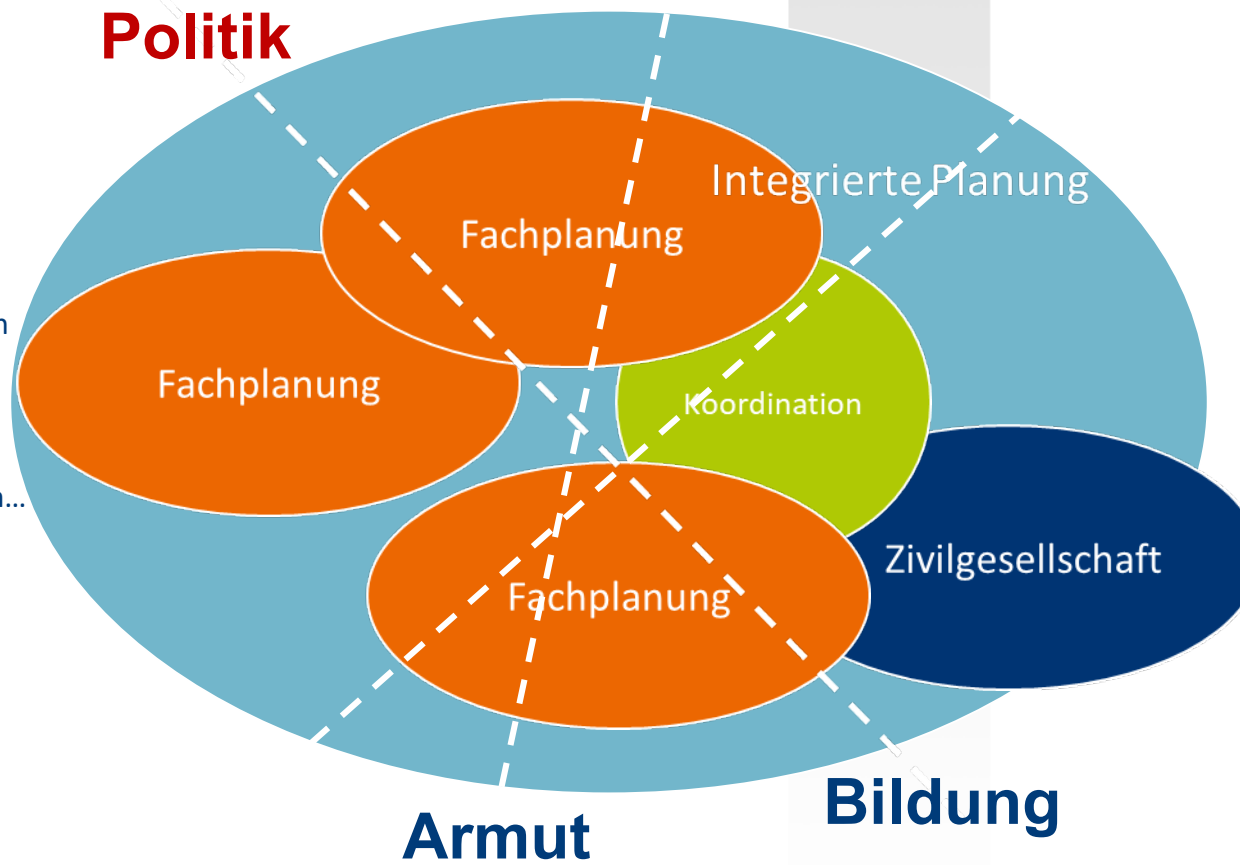 Politik
Integrierte Planung
Fachplanung
Fachplanung
Koordination
Zivilgesellschaft
Fachplanung
Bildung
Armut